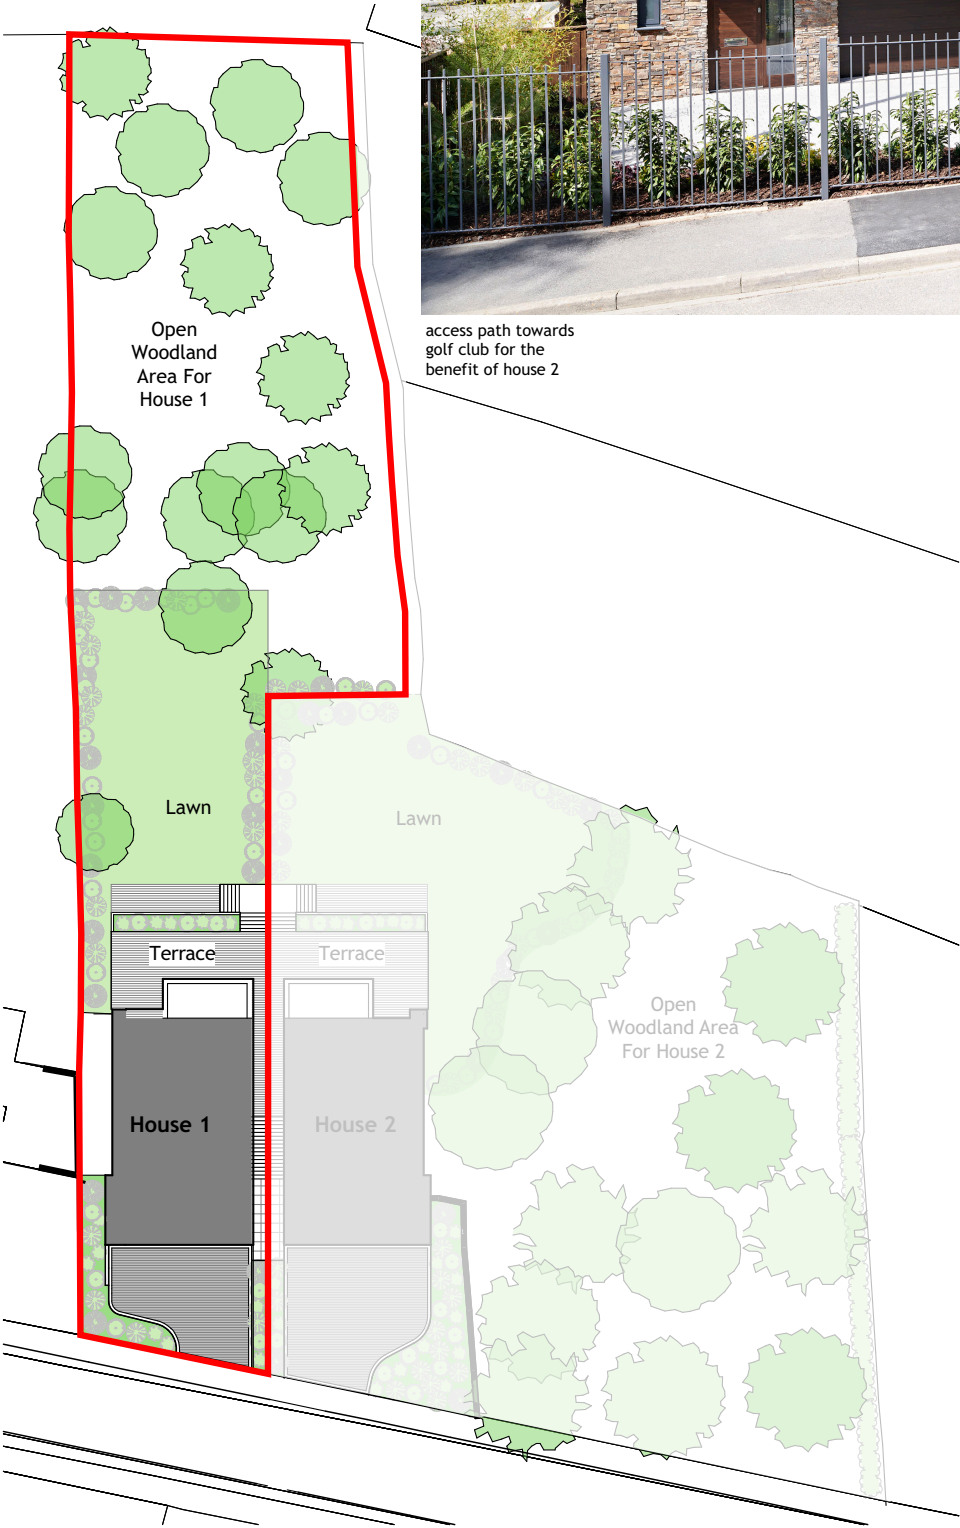 access path towards
golf club for the
benefit of house 2
Open
Woodland
Area For
House 1
Lawn
Lawn
Terrace
Terrace
Open
Woodland Area
For House 2
House 1
House 2